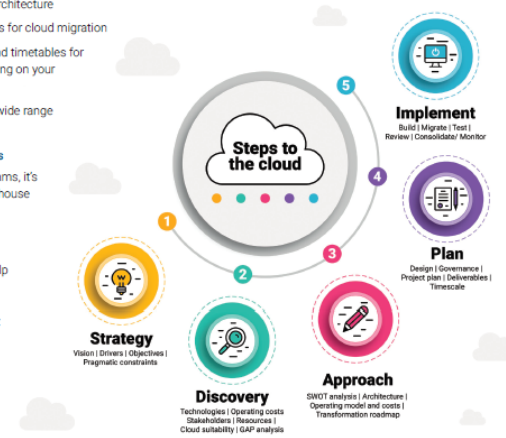 rchitecture
s for cloud migration
d timetables for
ng on your
wide range
s
ams, it's
house
lp
Steps to
the cloud
1
2
3
4
5
Strategy
Vision | Drivers | Objectives |
Pragmatic constraints
Discovery
Technologies | Operating costs
Stakeholders | Resources |
Cloud suitability | GAP analysis
Approach
SWOT analysis | Architecture |
Operating model and costs |
Transformation roadmap
Plan
Design | Governance |
Project plan | Deliverables |
Timescale
Implement
Build | Migrate | Test |
Review | Consolidate/ Monitor